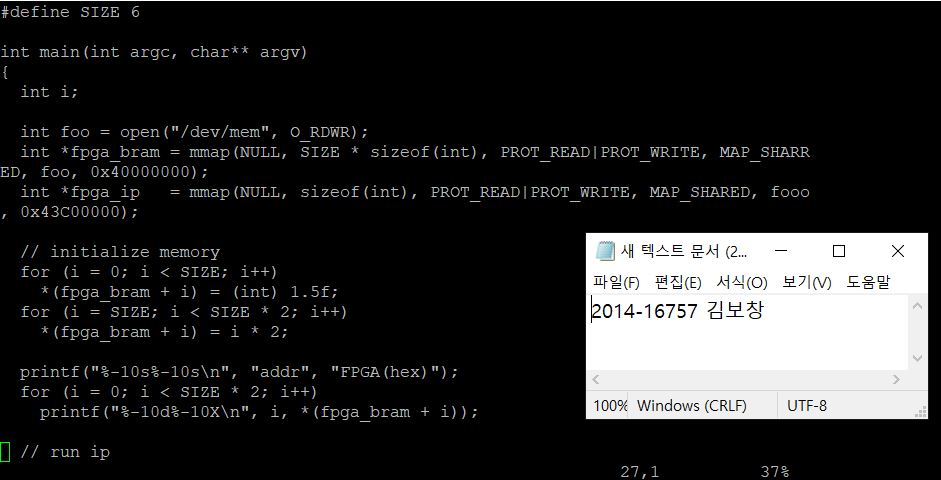 #define SIZE 6
int main(int argc, char** argv)
{
  int i;
  int foo = open("/dev/mem", O_RDWR);
  int *fpga_bram = mmap(NULL, SIZE * sizeof(int), PROT_READ|PROT_WRITE, MAP_SHARR
ED, foo, 0x40000000);
  int *fpga_ip   = mmap(NULL, sizeof(int), PROT_READ|PROT_WRITE, MAP_SHARED, fooo
, 0x43C00000);
  // initialize memory
  for (i = 0; i < SIZE; i++)
    *(fpga_bram + i) = (int) 1.5f;
  for (i = SIZE; i < SIZE * 2; i++)
    *(fpga_bram + i) = i * 2;
  printf("%-10s%-10s\n", "addr", "FPGA(hex)");
  for (i = 0; i < SIZE * 2; i++)
    printf("%-10d%-10X\n", i, *(fpga_bram + i));
  // run ip
27,1 37%
새 텍스트 문서 (2...
파일(F) 편집(E) 서식(O) 보기(V) 도움말
2014-16757 김보창
100% Windows (CRLF) UTF-8